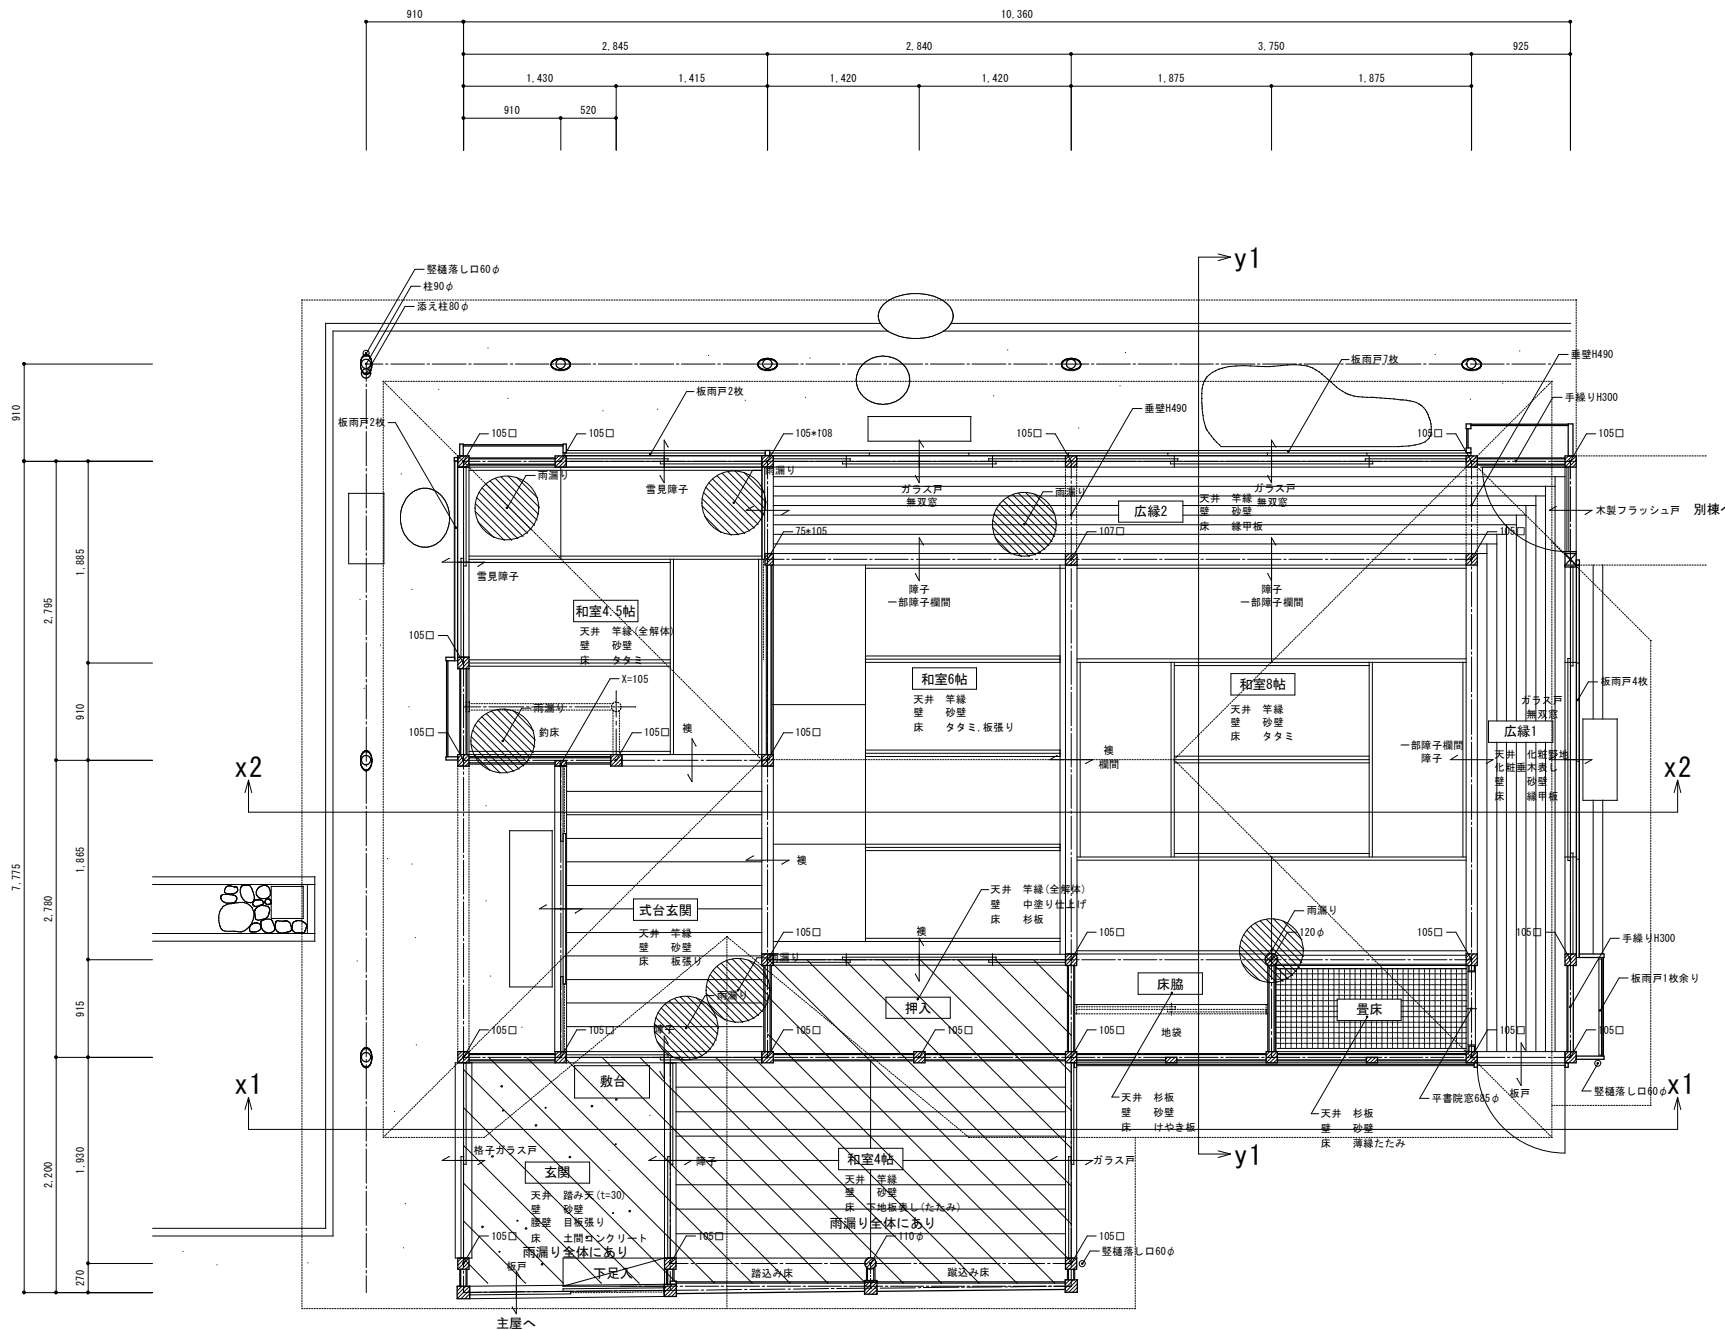 910
10,360
2,845
2,840
3,750
925
1,430
1,415
1,420
1,420
1,875
1,875
910
520
y1
竪樋落し口60φ
柱90φ
添え柱80φ
板雨戸7枚
垂壁H490
板雨戸2枚
手繰りH300
垂壁H490
板雨戸2枚
105□
105□
105*108
105□
105□
105□
雨漏り
雨漏り
雪見障子
ガラス戸
無双窓
雨漏り
広縁2
天井 竿縁
壁 砂壁
床 縁甲板
ガラス戸
無双窓
木製フラッシュ戸
別棟へ
75*105
107□
105□
雪見障子
障子
一部障子欄間
障子
一部障子欄間
和室4.5帖
天井 竿縁(全解体)
壁 砂壁
床 タタミ
105□
X=105
和室6帖
天井 竿縁
壁 砂壁
床 タタミ,板張り
和室8帖
天井 竿縁
壁 砂壁
床 タタミ
板雨戸4枚
ガラス戸
無双窓
広縁1
天井 化粧野地
化粧垂木表し
壁 砂壁
床 縁甲板
雨漏り
釣床
105□
105□
襖
105□
襖
欄間
一部障子欄間
障子
x2
x2
襖
式台玄関
天井 竿縁
壁 砂壁
床 板張り
天井 竿縁(全解体)
壁 中塗り仕上げ
床 杉板
襖
雨漏り
120φ
105□
105□
105□
105□
手繰りH300
雨漏り
雨漏り
障子
押入
床脇
地袋
畳床
板雨戸1枚余り
105□
105□
105□
105□
105□
105□
105□
x1
x1
敷台
天井 杉板
壁 砂壁
床 けやき板
平書院窓685φ
板戸
竪樋落し口60φ
天井 杉板
壁 砂壁
床 薄縁たたみ
y1
格子ガラス戸
玄関
天井 踏み天(t=30)
壁 砂壁
腰壁 目板張り
床 土間コンクリート
雨漏り全体にあり
障子
和室4帖
天井 竿縁
壁 砂壁
床 下地板表し(たたみ)
雨漏り全体にあり
ガラス戸
105□
105□
110φ
105□
竪樋落し口60φ
板戸
下足入
踏込み床
蹴込み床
主屋へ
910
7,775
2,795
1,885
910
2,780
1,865
915
2,200
1,930
270